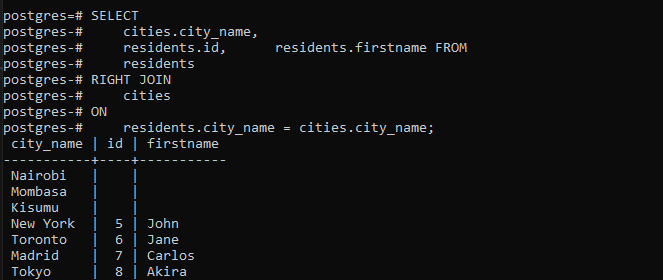 postgres=# SELECT
postgres-#     cities.city_name,
postgres-#     residents.id,      residents.firstname FROM
postgres-#     residents
postgres-# RIGHT JOIN
postgres-#     cities
postgres-# ON
postgres-#     residents.city_name = cities.city_name;
 city_name | id | firstname
-----------+----+-----------
 Nairobi   |    |
 Mombasa   |    |
 Kisumu    |    |
 New York  |  5 | John
 Toronto   |  6 | Jane
 Madrid    |  7 | Carlos
 Tokyo     |  8 | Akira